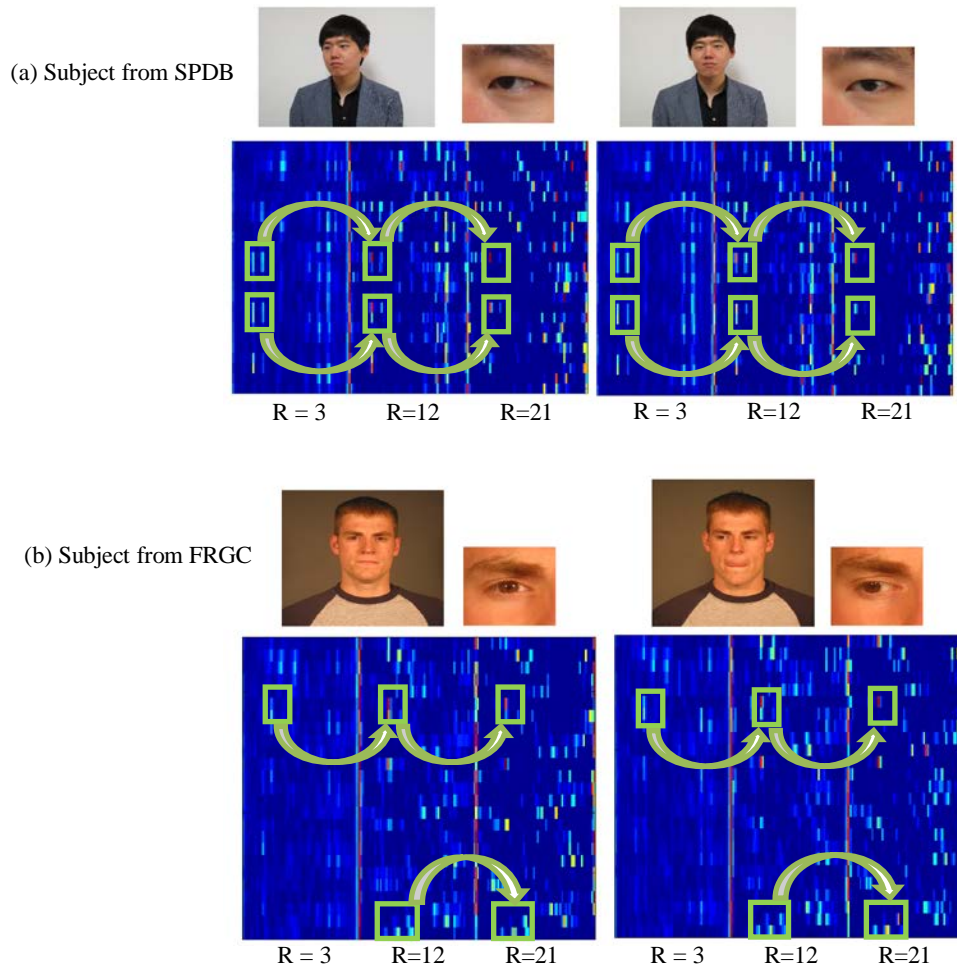 (a) Subject from SPDB
R = 3 R=12 R=21 R = 3 R=12 R=21
(b) Subject from FRGC
R = 3 R=12 R=21 R = 3 R=12 R=21